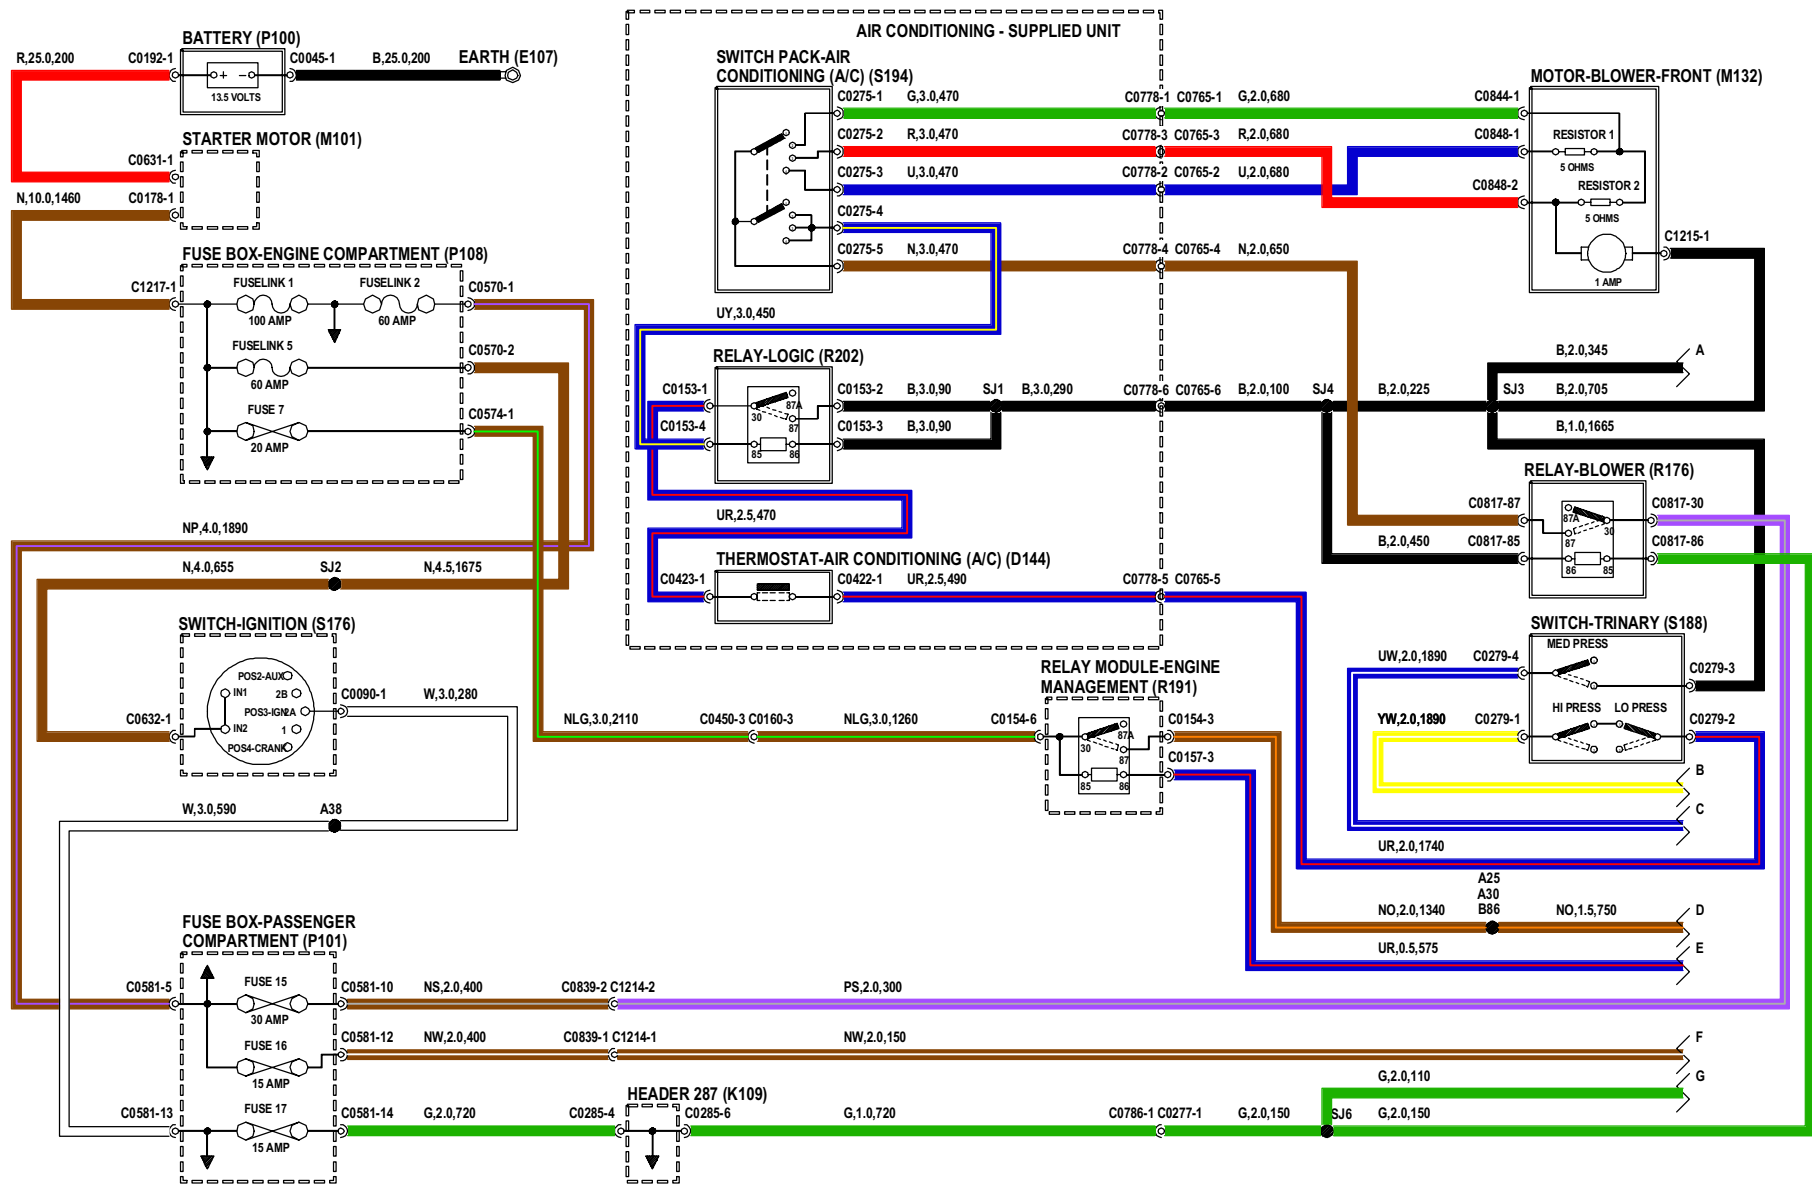 BATTERY (P100)
R,25.0,200
C0192-1
+
-
13.5 VOLTS
C0045-1
B,25.0,200
EARTH (E107)
STARTER MOTOR (M101)
C0631-1
N,10.0,1460
C0178-1
FUSE BOX-ENGINE COMPARTMENT (P108)
C1217-1
FUSELINK 1
100 AMP
FUSELINK 2
60 AMP
C0570-1
FUSELINK 5
60 AMP
C0570-2
FUSE 7
20 AMP
C0574-1
NP,4.0,1890
N,4.0,655
SJ2
N,4.5,1675
SWITCH-IGNITION (S176)
POS2-AUX
IN1
2B
POS3-IGN
2A
IN2
1
POS4-CRANK
C0632-1
C0090-1
W,3.0,280
W,3.0,590
A38
FUSE BOX-PASSENGER
COMPARTMENT (P101)
C0581-5
FUSE 15
30 AMP
C0581-10
NS,2.0,400
C0839-2 C1214-2
PS,2.0,300
FUSE 16
15 AMP
C0581-12
NW,2.0,400
C0839-1 C1214-1
NW,2.0,150
F
C0581-13
FUSE 17
15 AMP
C0581-14
G,2.0,720
C0285-4
HEADER 287 (K109)
C0285-6
G,1.0,720
C0786-1 C0277-1
G,2.0,150
SJ6
G,2.0,150
G,2.0,110
G
AIR CONDITIONING - SUPPLIED UNIT
SWITCH PACK-AIR
CONDITIONING (A/C) (S194)
C0275-1
G,3.0,470
C0778-1 C0765-1
G,2.0,680
C0844-1
C0275-2
R,3.0,470
C0778-3 C0765-3
R,2.0,680
C0848-1
C0275-3
U,3.0,470
C0778-2 C0765-2
U,2.0,680
C0848-2
C0275-4
C0275-5
N,3.0,470
C0778-4 C0765-4
N,2.0,650
UY,3.0,450
MOTOR-BLOWER-FRONT (M132)
RESISTOR 1
5 OHMS
RESISTOR 2
5 OHMS
1 AMP
C1215-1
RELAY-LOGIC (R202)
C0153-1
30
87A
87
C0153-2
B,3.0,90
SJ1
B,3.0,290
C0778-6 C0765-6
B,2.0,100
SJ4
B,2.0,225
SJ3
B,2.0,705
B,2.0,345
A
C0153-4
85
86
C0153-3
B,3.0,90
B,1.0,1665
UR,2.5,470
THERMOSTAT-AIR CONDITIONING (A/C) (D144)
C0423-1
C0422-1
UR,2.5,490
C0778-5 C0765-5
RELAY-BLOWER (R176)
C0817-87
87A
30
87
C0817-30
B,2.0,450
C0817-85
86
85
C0817-86
SWITCH-TRINARY (S188)
MED PRESS
UW,2.0,1890
C0279-4
C0279-3
HI PRESS
LO PRESS
YW,2.0,1890
C0279-1
C0279-2
B
C
UR,2.0,1740
RELAY MODULE-ENGINE
MANAGEMENT (R191)
NLG,3.0,2110
C0450-3 C0160-3
NLG,3.0,1260
C0154-6
30
87A
87
85
86
C0154-3
C0157-3
A25
A30
B86
NO,2.0,1340
NO,1.5,750
D
UR,0.5,575
E